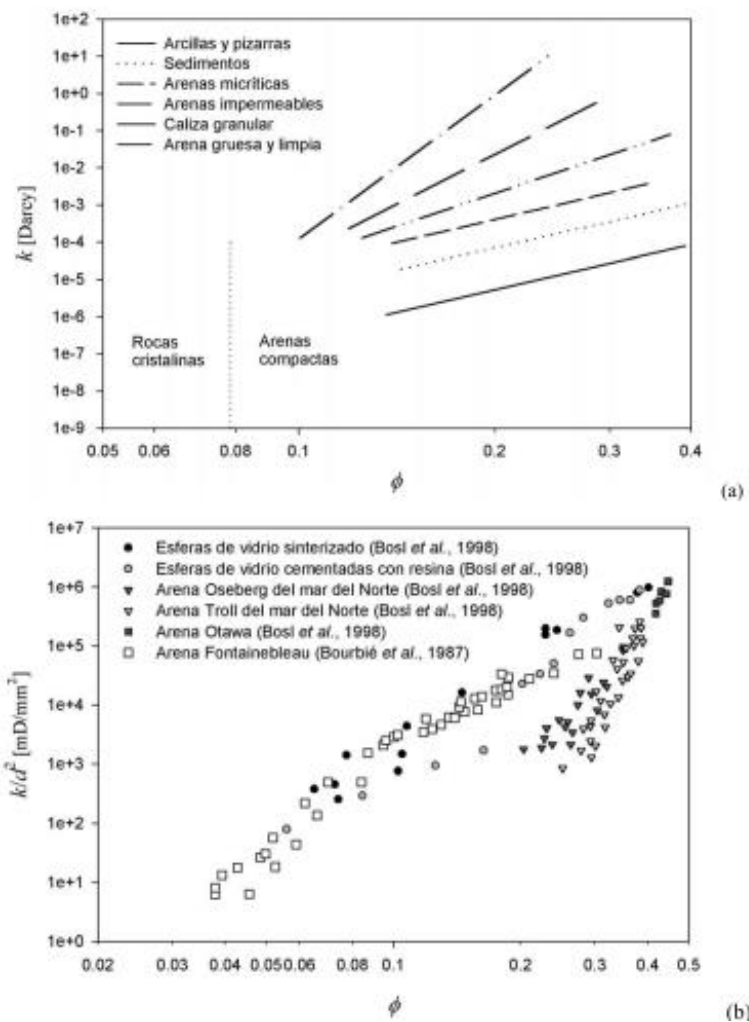 1e+2
Arcillas y pizarras
1e+1
Sedimentos
Arenas micríticas
1e+0
Arenas impermeables
1e-1
Caliza granular
Arena gruesa y limpia
1e-2
k [Darcy]
1e-3
1e-4
1e-5
1e-6
Rocas cristalinas
Arenas compactas
1e-7
1e-8
1e-9
0.05 0.06 0.08 0.1 0.2 0.3 0.4
ϕ
(a)
1e+7
Esferas de vidrio sinterizado (Bosl et al., 1998)
Esferas de vidrio cementadas con resina (Bosl et al., 1998)
1e+6
Arena Oseberg del mar del Norte (Bosl et al., 1998)
Arena Troll del mar del Norte (Bosl et al., 1998)
Arena Otawa (Bosl et al., 1998)
1e+5
Arena Fontainebleau (Bourbié et al., 1987)
1e+4
k/d² [mD/mm²]
1e+3
1e+2
1e+1
1e+0
0.02 0.03 0.04 0.05 0.06 0.08 0.1 0.2 0.3 0.4 0.5
ϕ
(b)